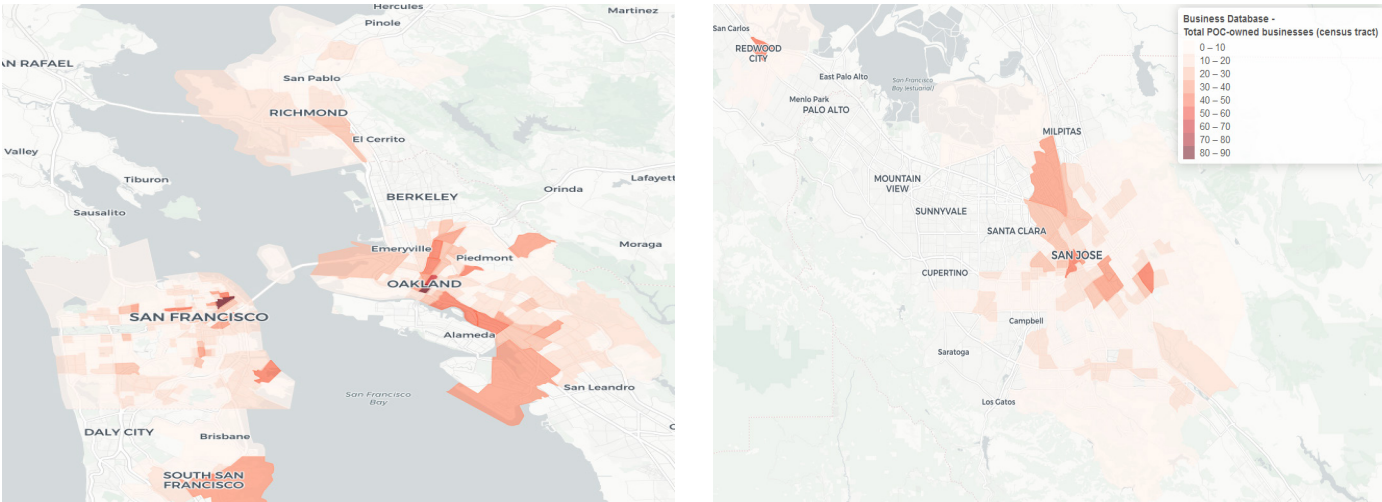 Hercules
Martinez
Pinole
AN RAFAEL
San Pablo
RICHMOND
El Cerrito
Valley
Tiburon
BERKELEY
Orinda
Lafayett
Sausalito
Moraga
Emeryville
Piedmont
OAKLAND
SAN FRANCISCO
Alameda
San Francisco
Bay
San Leandro
DALY CITY
Brisbane
C
SOUTH SAN
FRANCISCO
San Carlos
REDWOOD
CITY
East Palo Alto
San Francisco
Bay (estuarial)
Menlo Park
PALO ALTO
MILPITAS
MOUNTAIN
VIEW
SUNNYVALE
SANTA CLARA
SAN JOSE
CUPERTINO
Campbell
Saratoga
Los Gatos
Business Database -
Total POC-owned businesses (census tract)
0 – 10
10 – 20
20 – 30
30 – 40
40 – 50
50 – 60
60 – 70
70 – 80
80 – 90